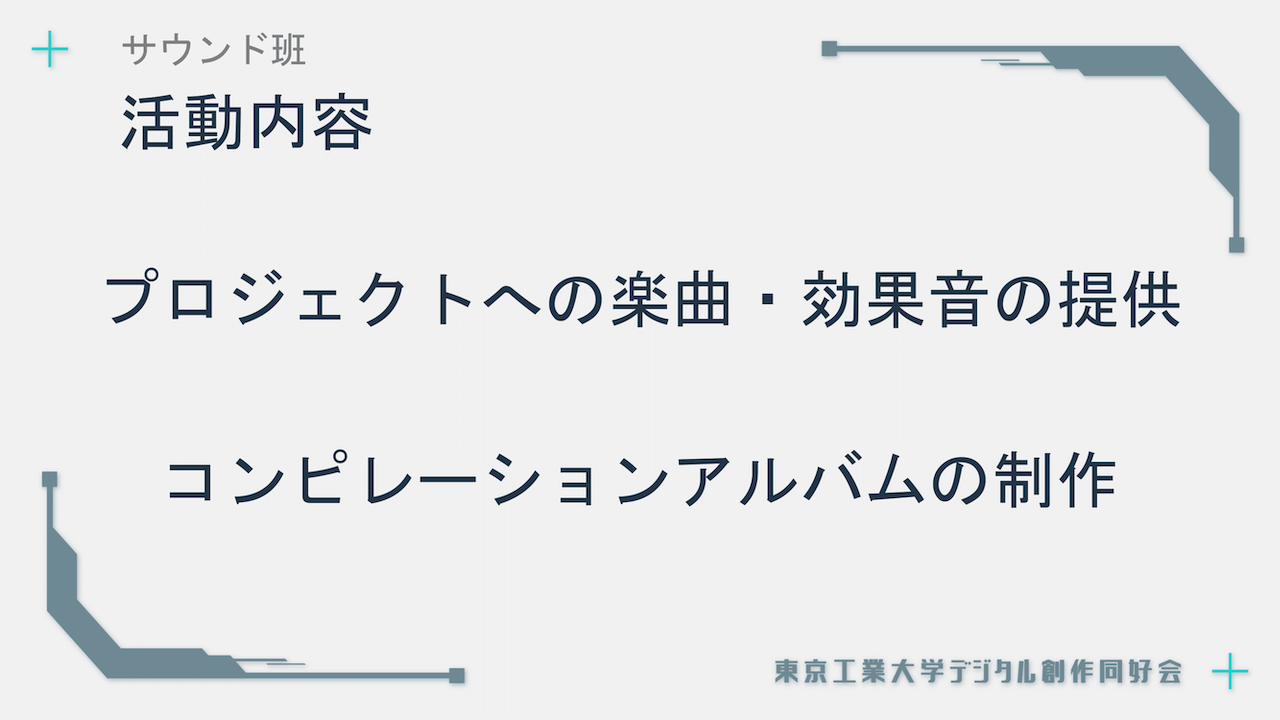 サウンド班
活動内容
プロジェクトへの楽曲・効果音の提供
コンピレーションアルバムの制作
東京工業大学デジタル創作同好会